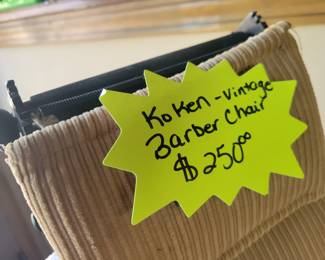 Koken - Vintage
Barber Chair
$250⁰⁰